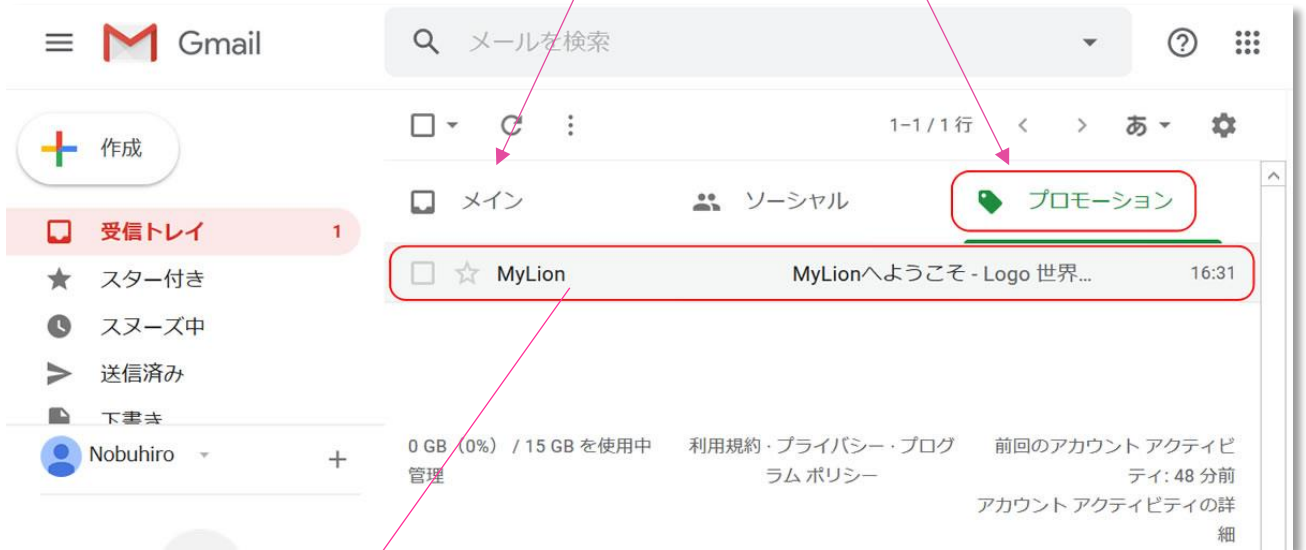 Gmail
メールを検索
作成
1–1 / 1 行
あ
メイン
ソーシャル
プロモーション
受信トレイ 1
MyLion MyLionへようこそ - Logo 世界... 16:31
スター付き
スヌーズ中
送信済み
下書き
Nobuhiro
0 GB（0%） / 15 GB を使用中
管理
利用規約 · プライバシー · プログ
ラム ポリシー
前回のアカウント アクティビ
ティ: 48 分前
アカウント アクティビティの詳
細